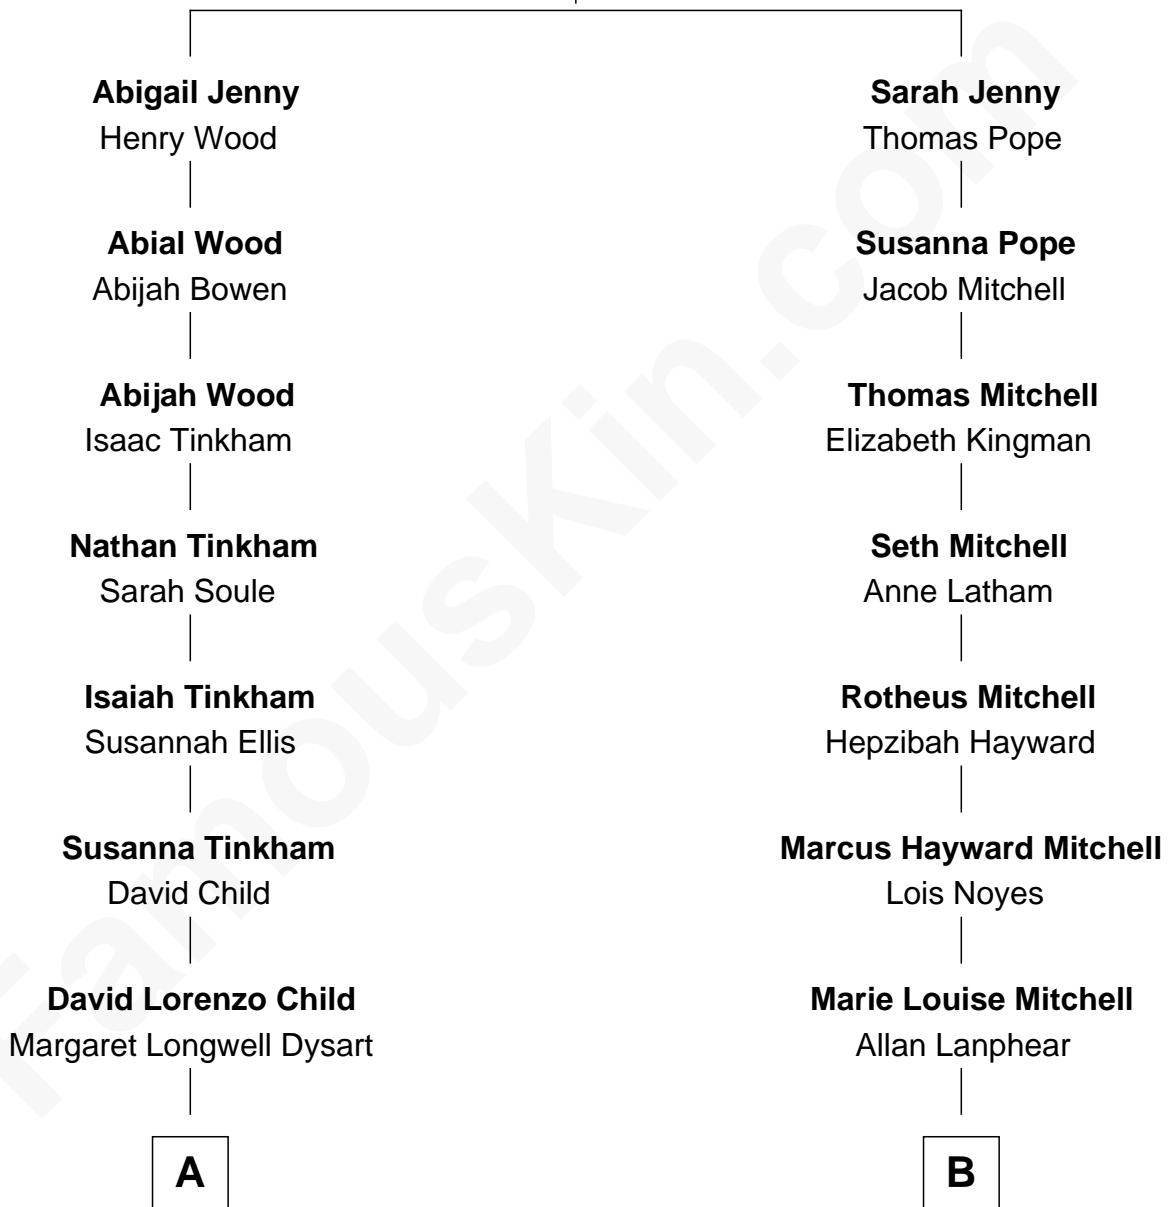 Abigail Jenny
Henry Wood
Sarah Jenny
Thomas Pope
Abial Wood
Abijah Bowen
Susanna Pope
Jacob Mitchell
Abijah Wood
Isaac Tinkham
Thomas Mitchell
Elizabeth Kingman
Nathan Tinkham
Sarah Soule
Seth Mitchell
Anne Latham
Isaiah Tinkham
Susannah Ellis
Rotheus Mitchell
Hepzibah Hayward
Susanna Tinkham
David Child
Marcus Hayward Mitchell
Lois Noyes
David Lorenzo Child
Margaret Longwell Dysart
Marie Louise Mitchell
Allan Lanphear
A
B
FamousKin.com